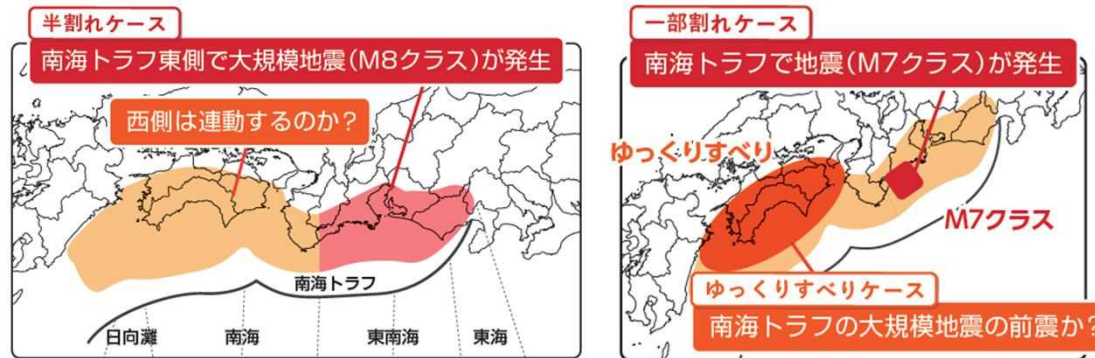 半割れケース
南海トラフ東側で大規模地震(M8クラス)が発生
西側は連動するのか?
南海トラフ
日向灘
南海
東南海
東海
一部割れケース
南海トラフで地震(M7クラス)が発生
ゆっくりすべり
M7クラス
ゆっくりすべりケース
南海トラフの大規模地震の前震か?